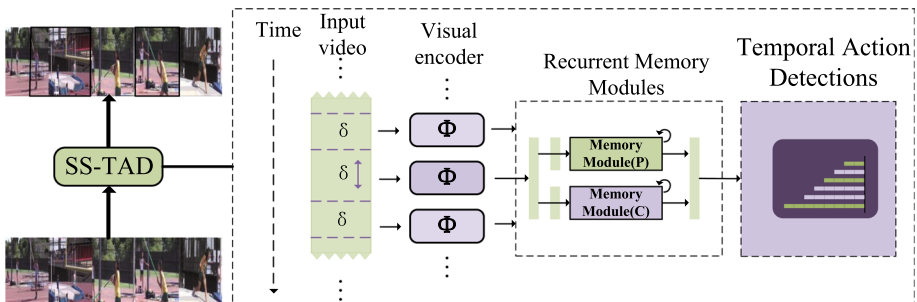 SS-TAD
Time
Input
video
δ
δ
δ
Visual
encoder
Φ
Φ
Φ
Recurrent Memory
Modules
Memory
Module(P)
Memory
Module(C)
Temporal Action
Detections